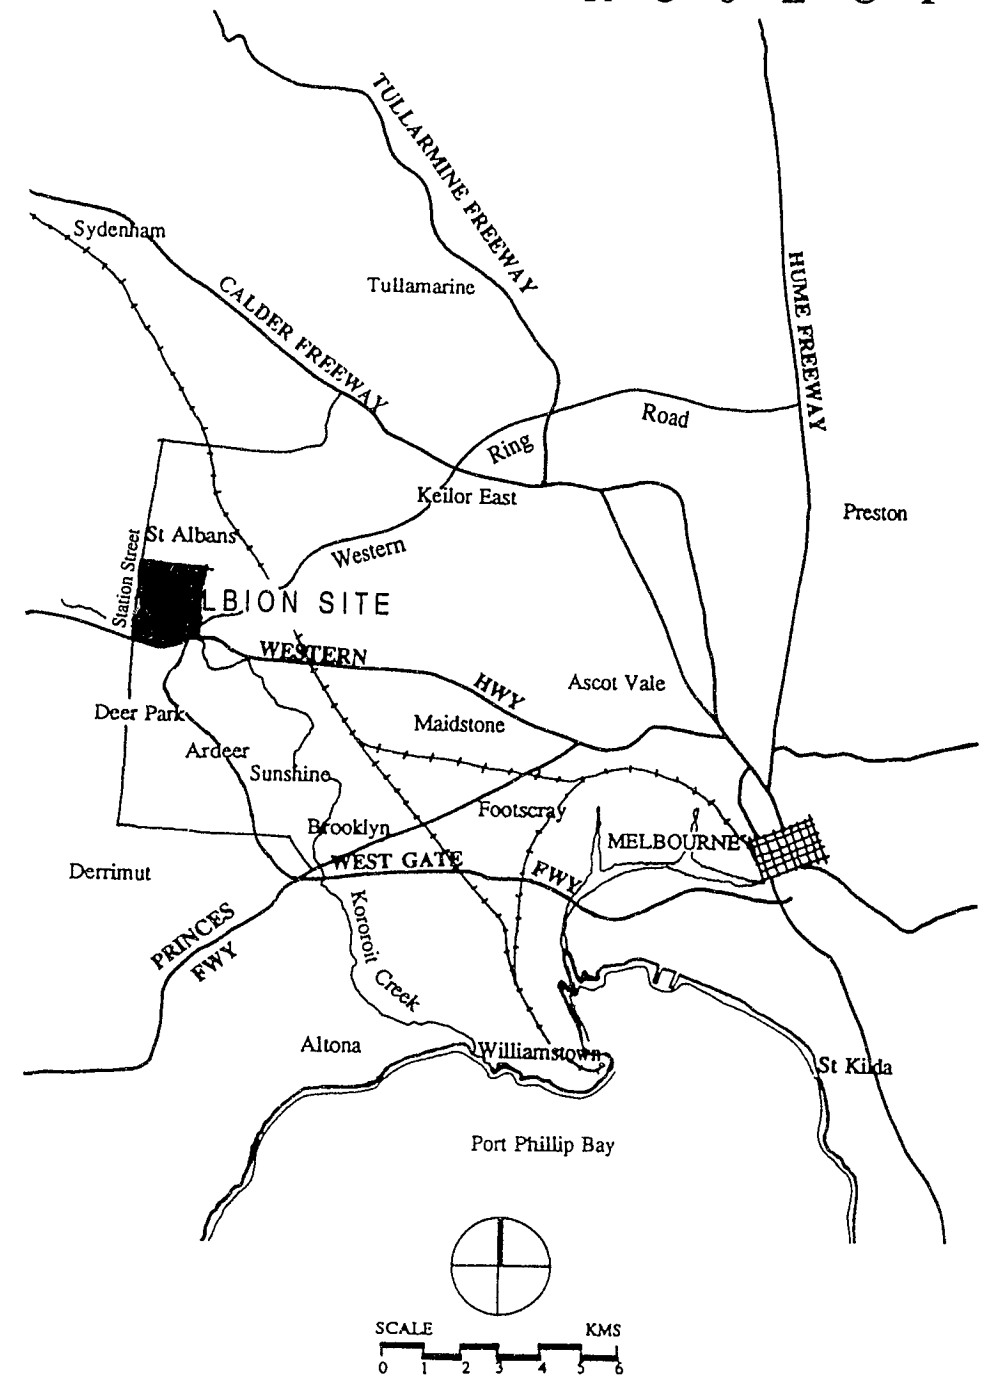 TULLARMINE FREEWAY
Sydenham
Tullamarine
CALDER FREEWAY
HUME FREEWAY
Road
Ring
Keilor East
Preston
St Albans
Western
Station Street
LBION SITE
WESTERN
HWY
Ascot Vale
Deer Park
Maidstone
Ardeer
Sunshine
Footscray
Brooklyn
MELBOURNE
WEST GATE
FWY
Derrimut
PRINCES
FWY
Kororoit
Creek
Altona
Williamstown
St Kilda
Port Phillip Bay
SCALE KMS
0 1 2 3 4 5 6